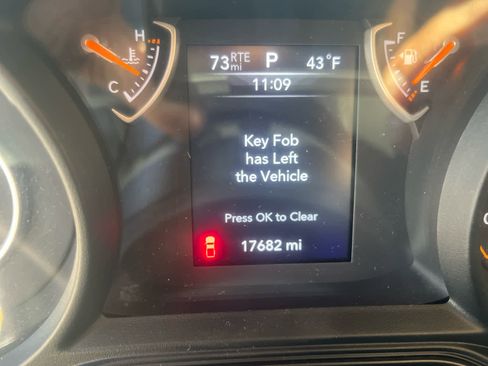 H
C
73 RTE mi
P
43°F
11:09
F
E
Key Fob
has Left
the Vehicle
Press OK to Clear
17682 mi